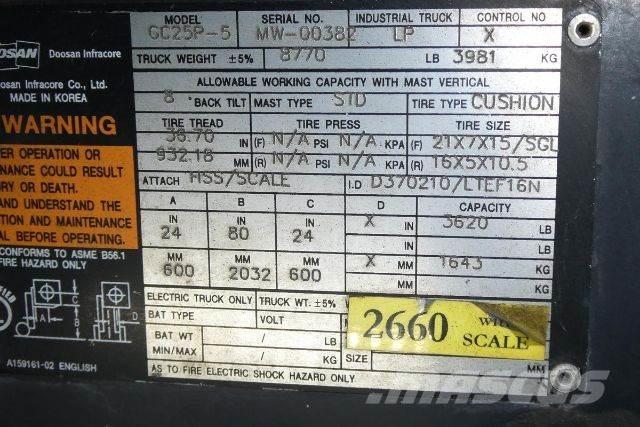 MODEL SERIAL NO. INDUSTRIAL TRUCK CONTROL NO
GC25P-5 MW-00382 LP X
DOOSAN Doosan Infracore
TRUCK WEIGHT ±5% 8770 LB 3981 KG
Doosan Infracore Co., Ltd.
MADE IN KOREA
ALLOWABLE WORKING CAPACITY WITH MAST VERTICAL
8 °BACK TILT MAST TYPE STD TIRE TYPE CUSHION
WARNING
TIRE TREAD TIRE PRESS TIRE SIZE
36.70 IN (F) N/A PSI N/A KPA (F) 21X7X15/SGL
932.18 MM (R) N/A PSI N/A KPA (R) 16X5X10.5
ER OPERATION OR
NANCE COULD RESULT
URY OR DEATH.
AND UNDERSTAND THE
TION AND MAINTENANCE
AL BEFORE OPERATING.
ATTACH HSS/SCALE I.D D370210/LTEF16N
A B C D CAPACITY
IN IN IN X IN 3620
24 80 24 LB
MM MM MM X MM 1643
600 2032 600 KG
CONFORMS TO ASME B56.1
FIRE HAZARD ONLY
C
A B D
ELECTRIC TRUCK ONLY TRUCK WT. ±5%
BAT TYPE VOLT
BAT WT / LB
MIN/MAX / KG SIZE MM
2660 SCALE
AS TO FIRE ELECTRIC SHOCK HAZARD ONLY
A159161-02 ENGLISH
MASCUS